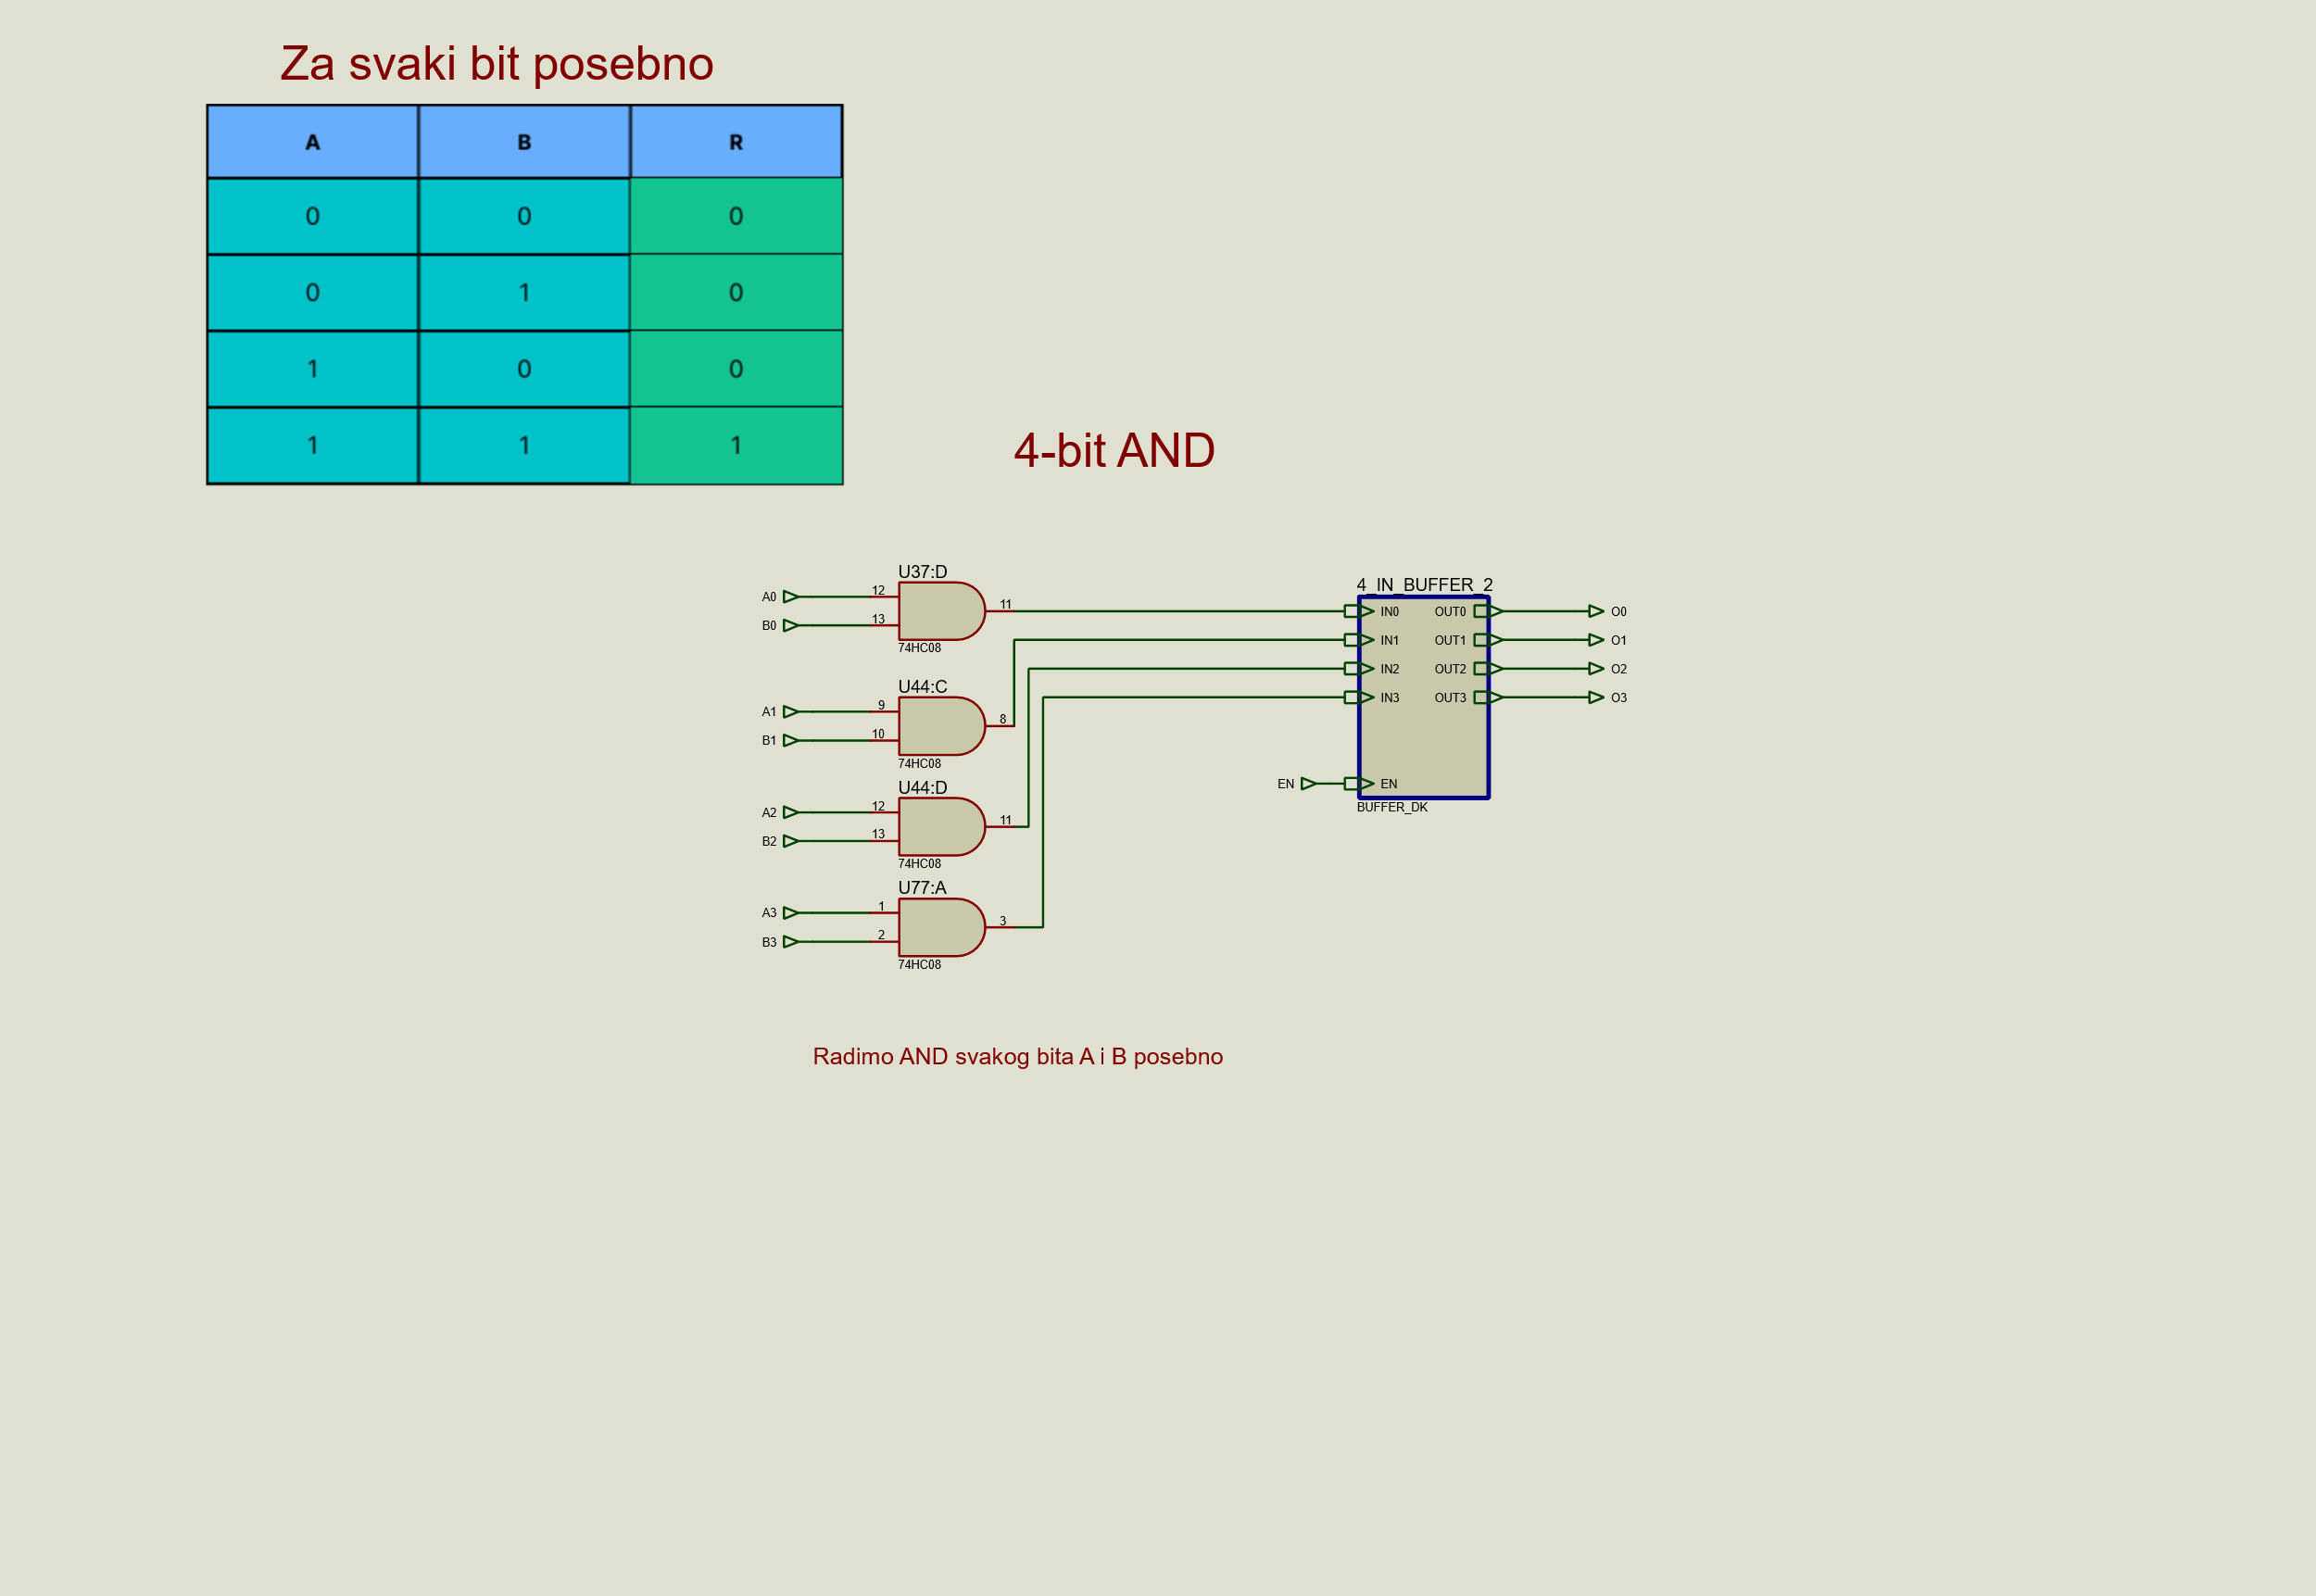 Za svaki bit posebno
A B R
0 0 0
0 1 0
1 0 0
1 1 1
4-bit AND
U37:D
A0 12
B0 13
11
74HC08
U44:C
A1 9
B1 10
8
74HC08
U44:D
A2 12
B2 13
11
74HC08
U77:A
A3 1
B3 2
3
74HC08
4_IN_BUFFER_2
IN0 OUT0 O0
IN1 OUT1 O1
IN2 OUT2 O2
IN3 OUT3 O3
EN EN
BUFFER_DK
Radimo AND svakog bita A i B posebno